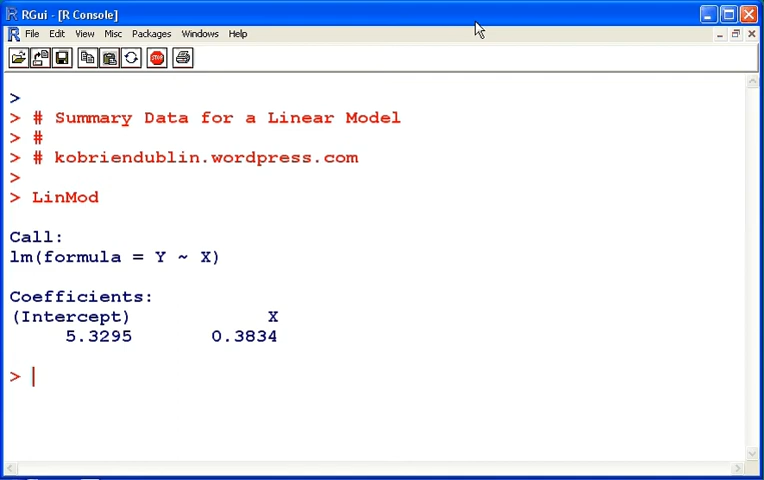 RGui - [R Console]
File Edit View Misc Packages Windows Help
STOP
>
> # Summary Data for a Linear Model
> #
> # kobriendublin.wordpress.com
>
> LinMod
Call:
lm(formula = Y ~ X)
Coefficients:
(Intercept) X
5.3295 0.3834
>